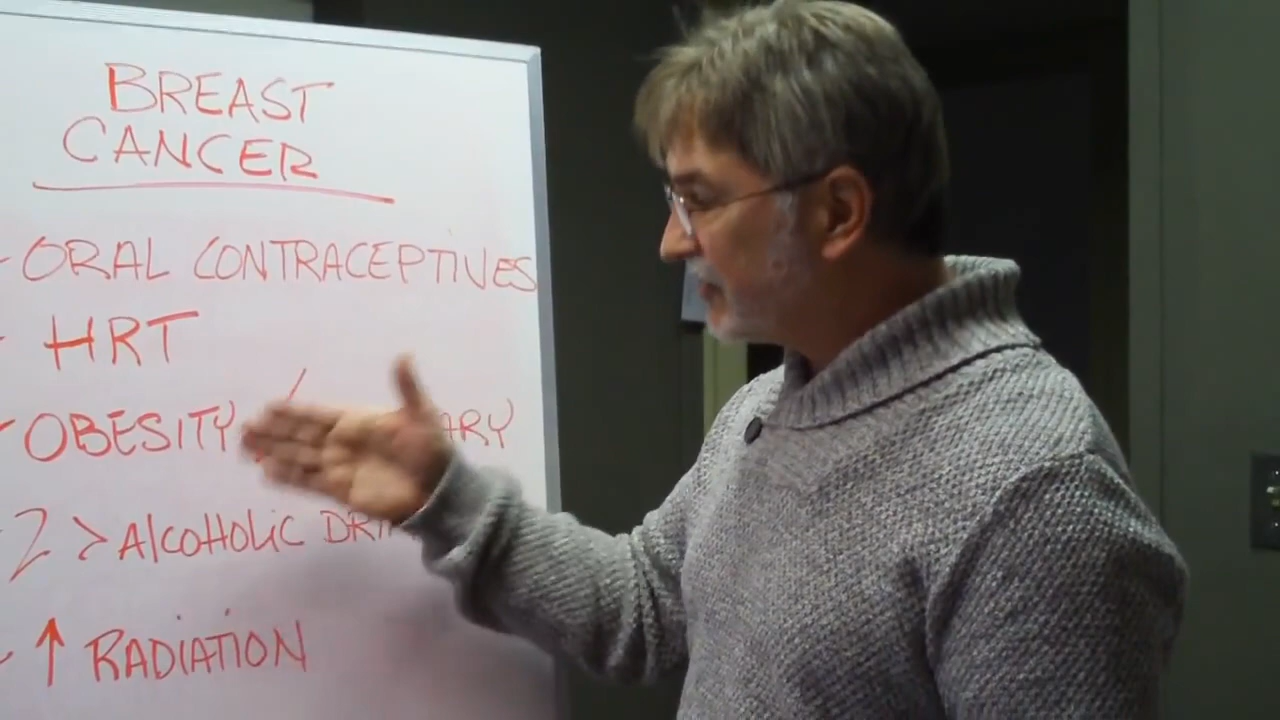 BREAST
CANCER
- ORAL CONTRACEPTIVES
- HRT
- OBESITY /
- 2 > AlcoHolic
- ↑ RADIATION